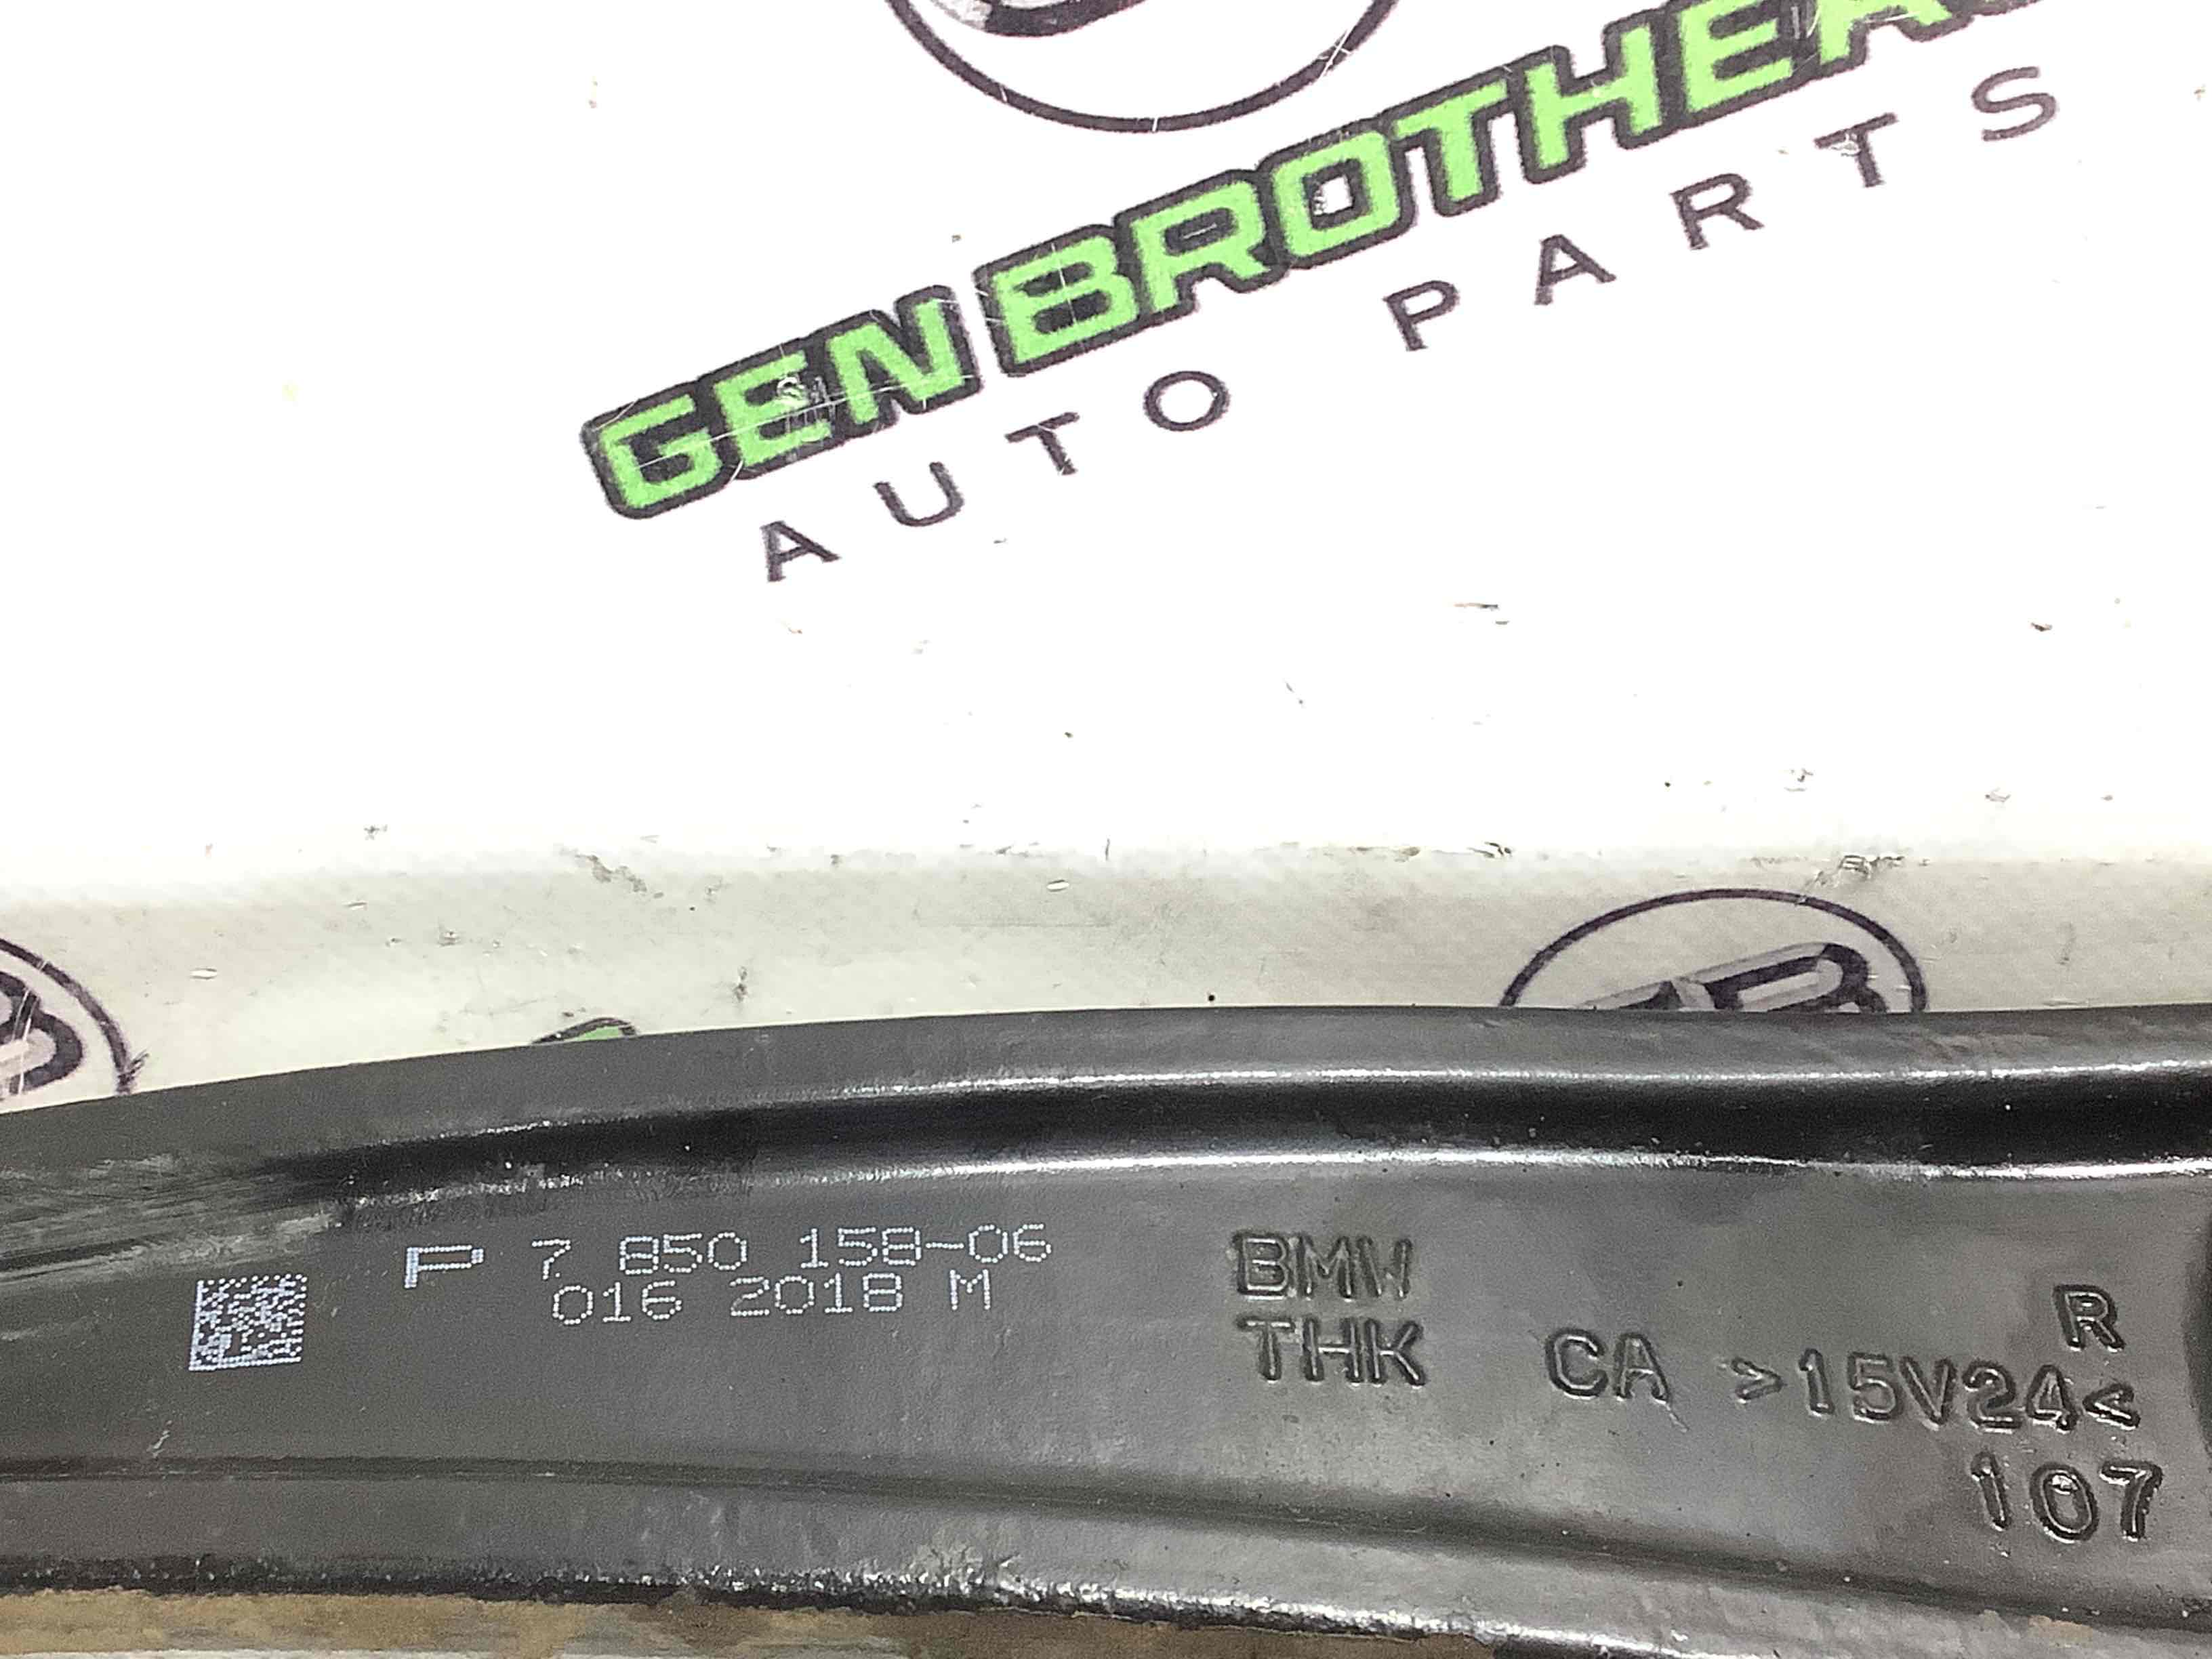 GEN BROTHER
AUTO PARTS
P 7 850 158-06
016 2018 M
BMW
THK CA >15V24<
R
107